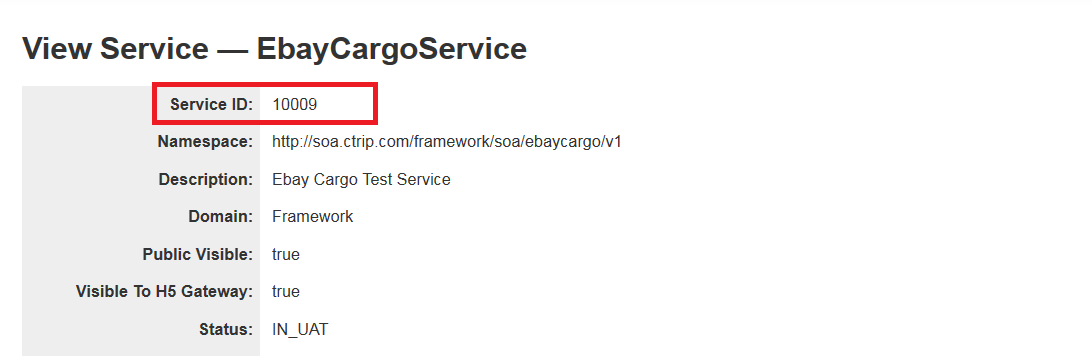 View Service — EbayCargoService
Service ID: 10009
Namespace: http://soa.ctrip.com/framework/soa/ebaycargo/v1
Description: Ebay Cargo Test Service
Domain: Framework
Public Visible: true
Visible To H5 Gateway: true
Status: IN_UAT